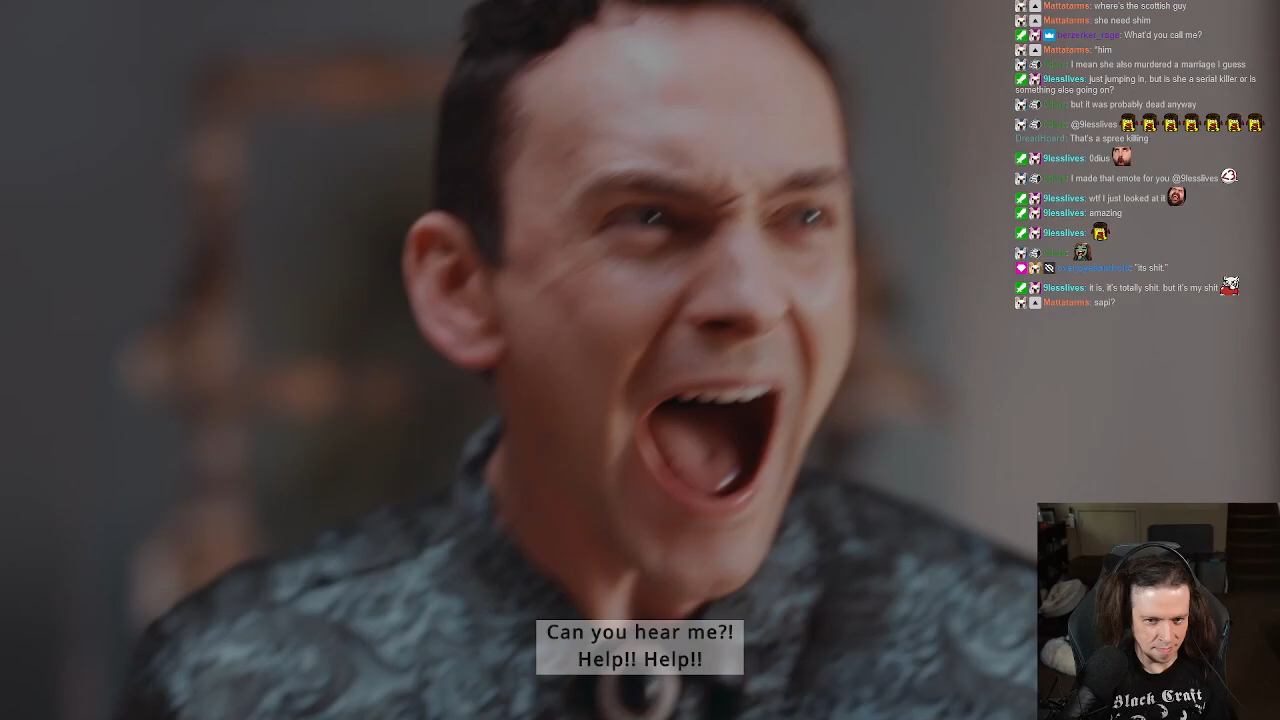 Mattatarms: where's the scottish guy
Mattatarms: she need shim
berzerker_rage: What'd you call me?
Mattatarms: *him
I mean she also murdered a marriage I guess
9lesslives: just jumping in, but is she a serial killer or is
something else going on?
but it was probably dead anyway
@9lesslives
DreadHoard: That's a spree killing
9lesslives: 0dius
I made that emote for you @9lesslives
9lesslives: wtf I just looked at it
9lesslives: amazing
9lesslives:
"its shit."
9lesslives: it is, it's totally shit. but it's my shit
Mattatarms: sapi?
Can you hear me?!
Help!! Help!!
Black Craft